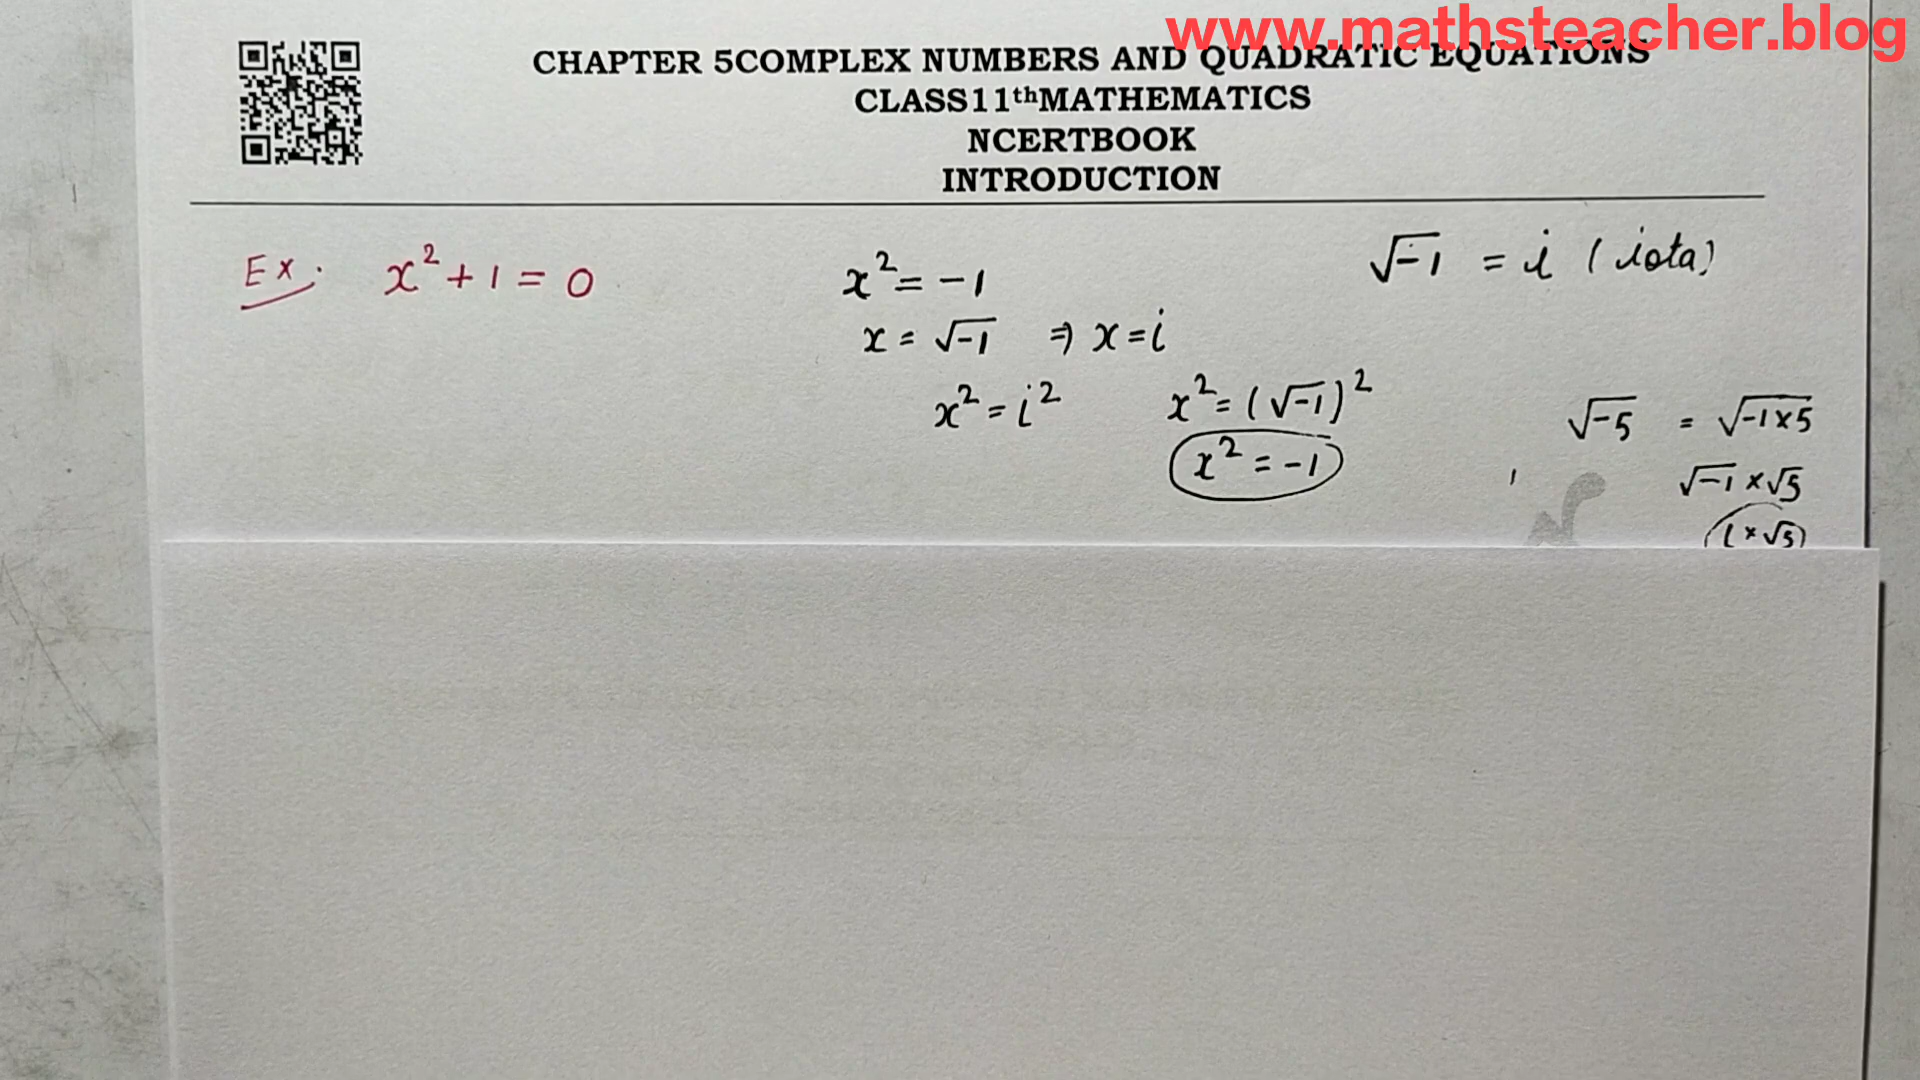 www.mathsteacher.blog
CHAPTER 5COMPLEX NUMBERS AND QUADRATIC EQUATIONS
CLASS11thMATHEMATICS
NCERTBOOK
INTRODUCTION
Ex. x² + 1 = 0
x² = -1
x = √-1 ⇒ x = i
x² = i² x² = (√-1)²
x² = -1
√-1 = i (iota)
√-5 = √-1×5
√-1 × √5
i × √5